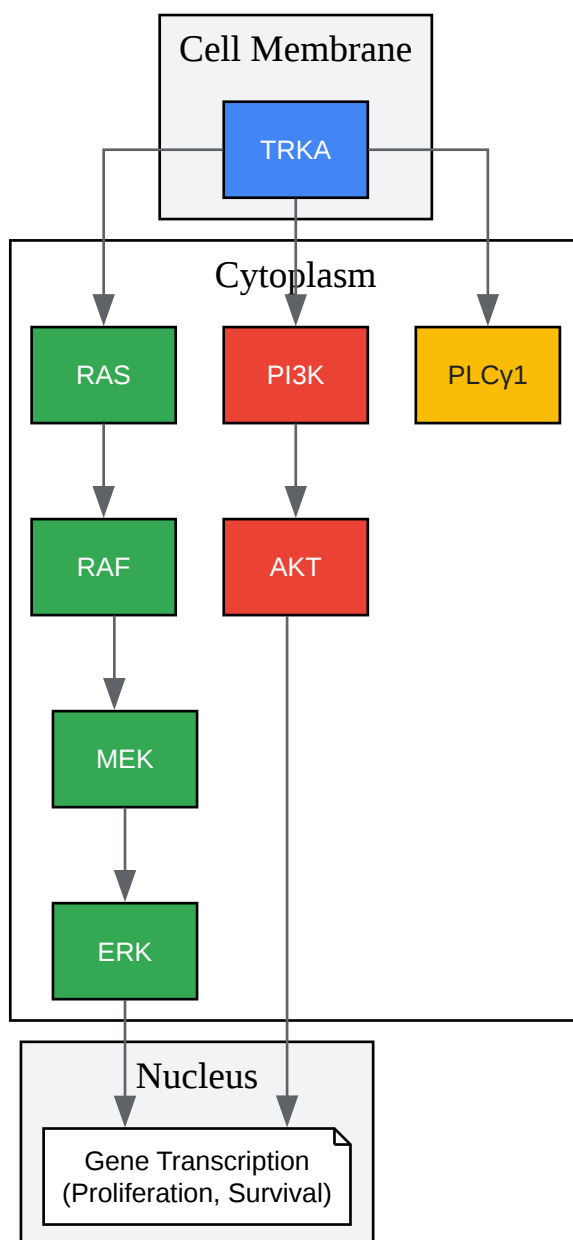 Cell Membrane
TRKA
Cytoplasm
RAS
PI3K
PLCγ1
RAF
AKT
MEK
ERK
Nucleus
Gene Transcription
(Proliferation, Survival)